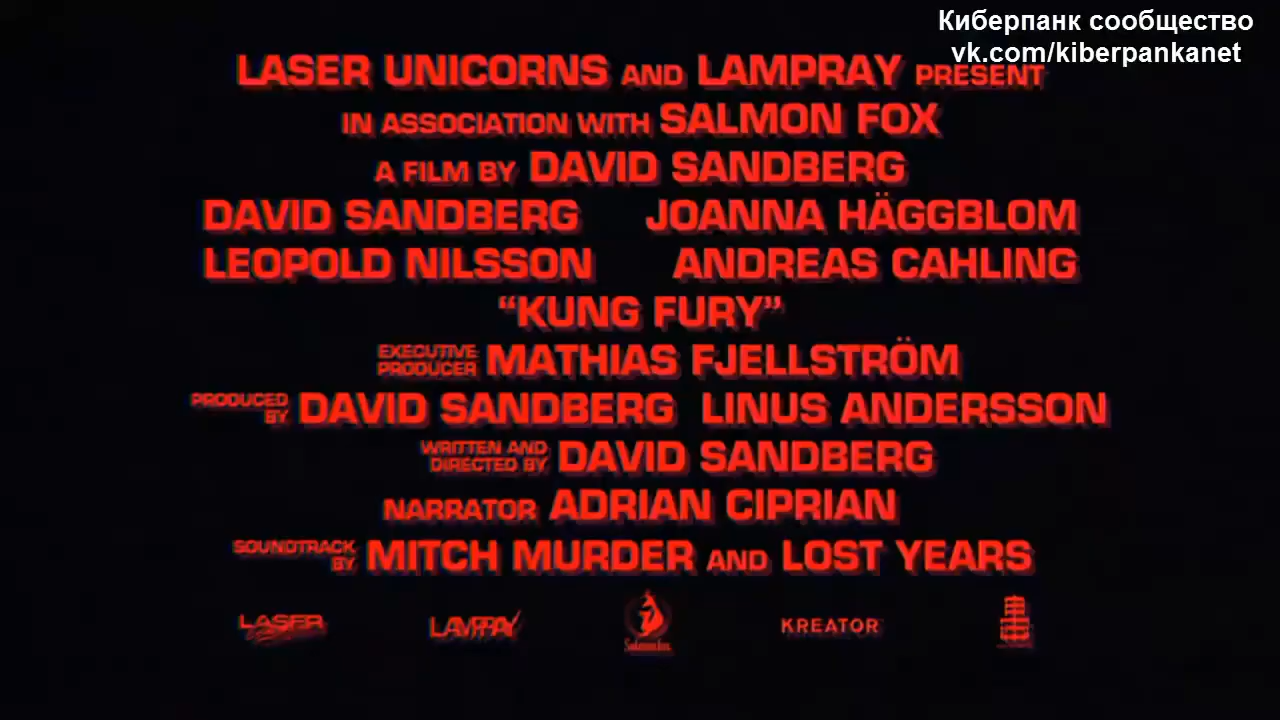 Киберпанк сообщество
vk.com/kiberpankanet
LASER UNICORNS AND LAMPRAY PRESENT
IN ASSOCIATION WITH SALMON FOX
A FILM BY DAVID SANDBERG
DAVID SANDBERG JOANNA HÄGGBLOM
LEOPOLD NILSSON ANDREAS CAHLING
“KUNG FURY”
EXECUTIVE PRODUCER MATHIAS FJELLSTRÖM
PRODUCED BY DAVID SANDBERG LINUS ANDERSSON
WRITTEN AND DIRECTED BY DAVID SANDBERG
NARRATOR ADRIAN CIPRIAN
SOUNDTRACK BY MITCH MURDER AND LOST YEARS
LASER LAMPRAY Salmonfox KREATOR